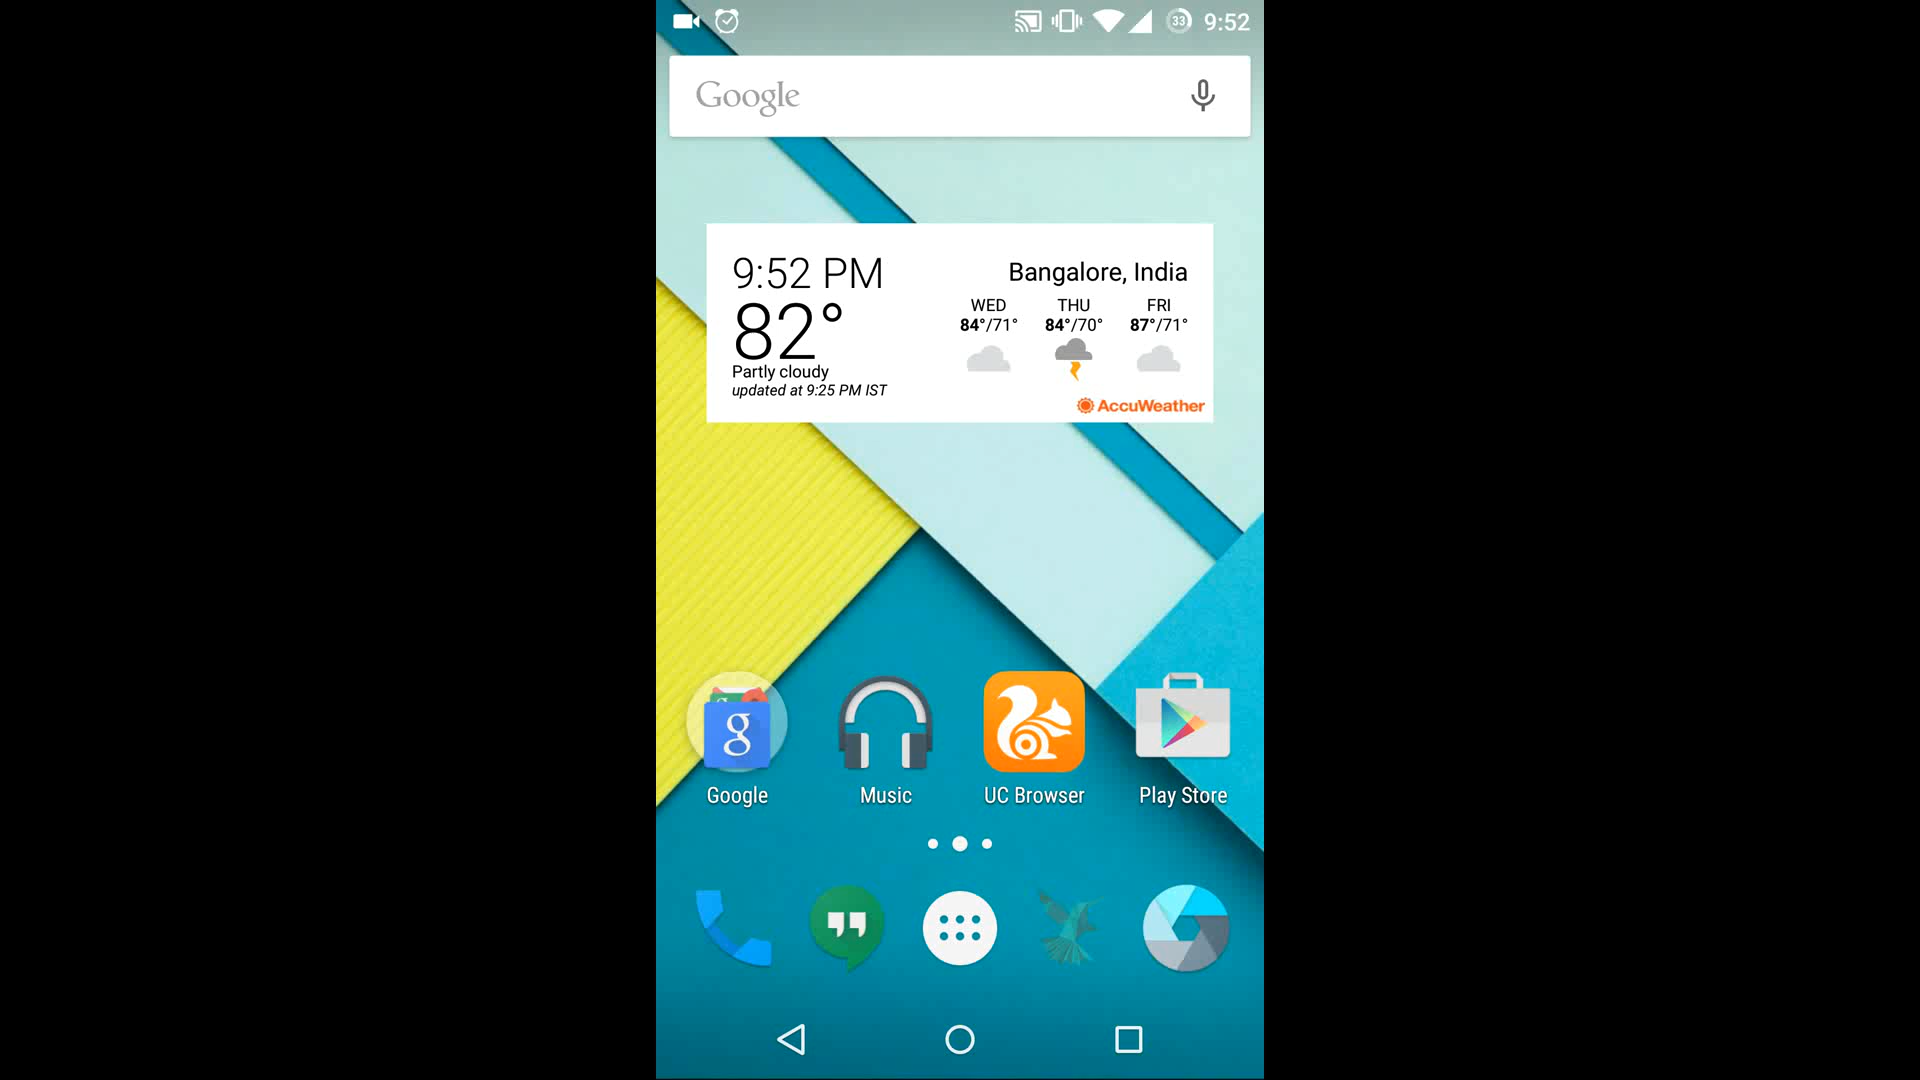 33 9:52
Google
9:52 PM
82°
Partly cloudy
updated at 9:25 PM IST
Bangalore, India
WED THU FRI
84°/71° 84°/70° 87°/71°
AccuWeather
g
Google Music UC Browser Play Store